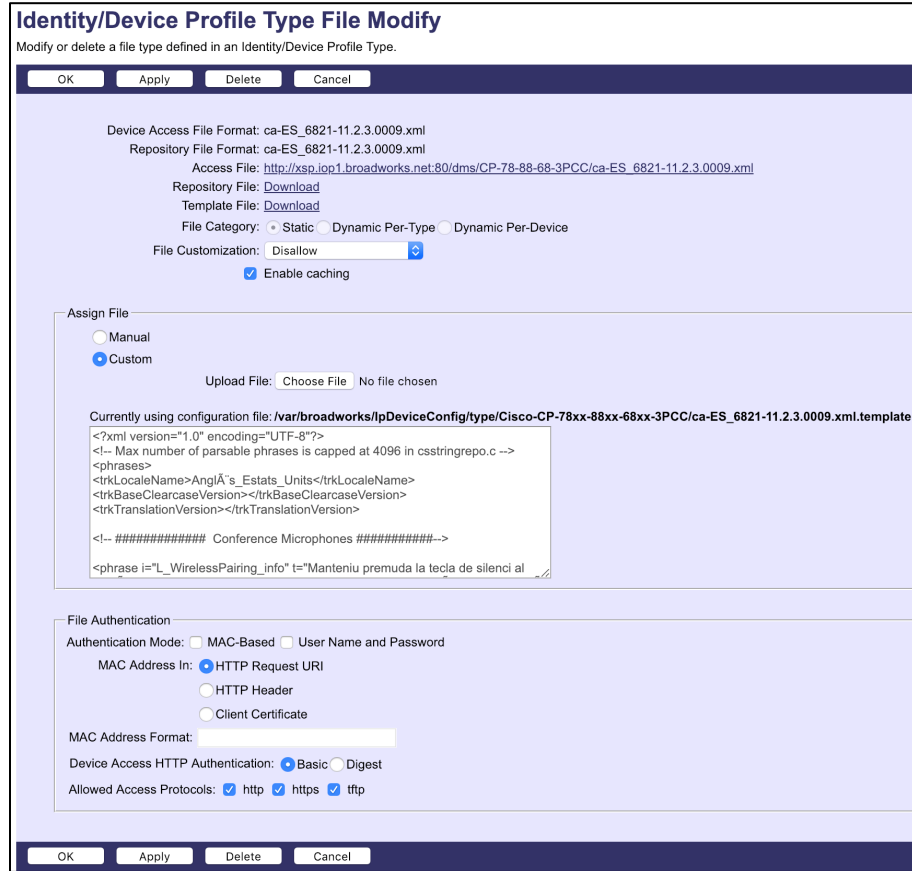 Identity/Device Profile Type File Modify
Modify or delete a file type defined in an Identity/Device Profile Type.
OK Apply Delete Cancel
Device Access File Format: ca-ES_6821-11.2.3.0009.xml
Repository File Format: ca-ES_6821-11.2.3.0009.xml
Access File: http://xsp.iop1.broadworks.net:80/dms/CP-78-88-68-3PCC/ca-ES_6821-11.2.3.0009.xml
Repository File: Download
Template File: Download
File Category: Static Dynamic Per-Type Dynamic Per-Device
File Customization: Disallow
Enable caching
Assign File
Manual
Custom
Upload File: Choose File No file chosen
Currently using configuration file: /var/broadworks/IpDeviceConfig/type/Cisco-CP-78xx-88xx-68xx-3PCC/ca-ES_6821-11.2.3.0009.xml.template
<?xml version="1.0" encoding="UTF-8"?>
<!-- Max number of parsable phrases is capped at 4096 in csstringrepo.c -->
<phrases>
<trkLocaleName>AnglÃ¨s_Estats_Units</trkLocaleName>
<trkBaseClearcaseVersion></trkBaseClearcaseVersion>
<trkTranslationVersion></trkTranslationVersion>
<!-- ############# Conference Microphones ###########-->
<phrase i="L_WirelessPairing_info" t="Manteniu premuda la tecla de silenci al
File Authentication
Authentication Mode: MAC-Based User Name and Password
MAC Address In: HTTP Request URI
HTTP Header
Client Certificate
MAC Address Format:
Device Access HTTP Authentication: Basic Digest
Allowed Access Protocols: http https tftp
OK Apply Delete Cancel